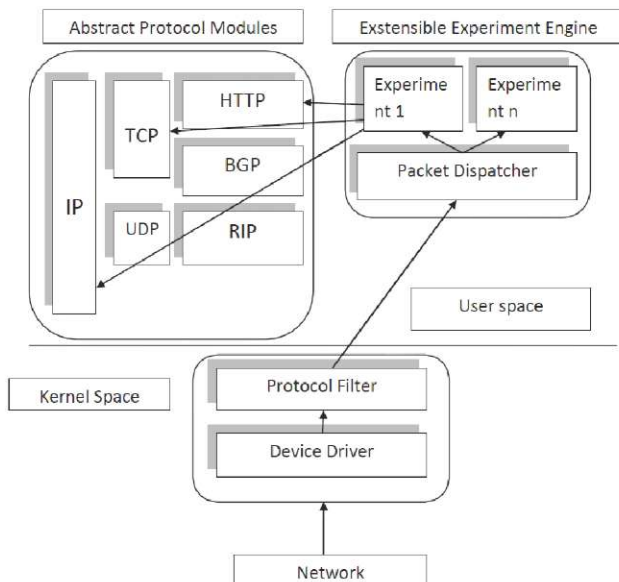 Abstract Protocol Modules
Exstensible Experiment Engine
HTTP
TCP
BGP
IP
UDP
RIP
Experime
nt 1
Experime
nt n
Packet Dispatcher
User space
Kernel Space
Protocol Filter
Device Driver
Network